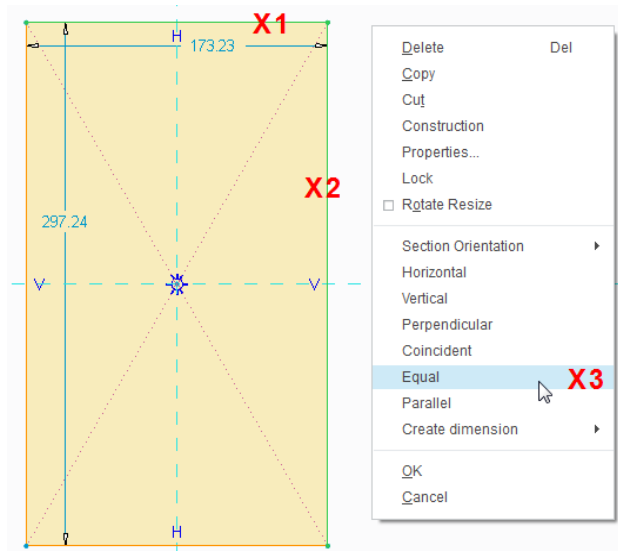 X1
H
173.23
X2
297.24
V
V
H
Delete Del
Copy
Cut
Construction
Properties...
Lock
Rotate Resize
Section Orientation
Horizontal
Vertical
Perpendicular
Coincident
Equal X3
Parallel
Create dimension
OK
Cancel